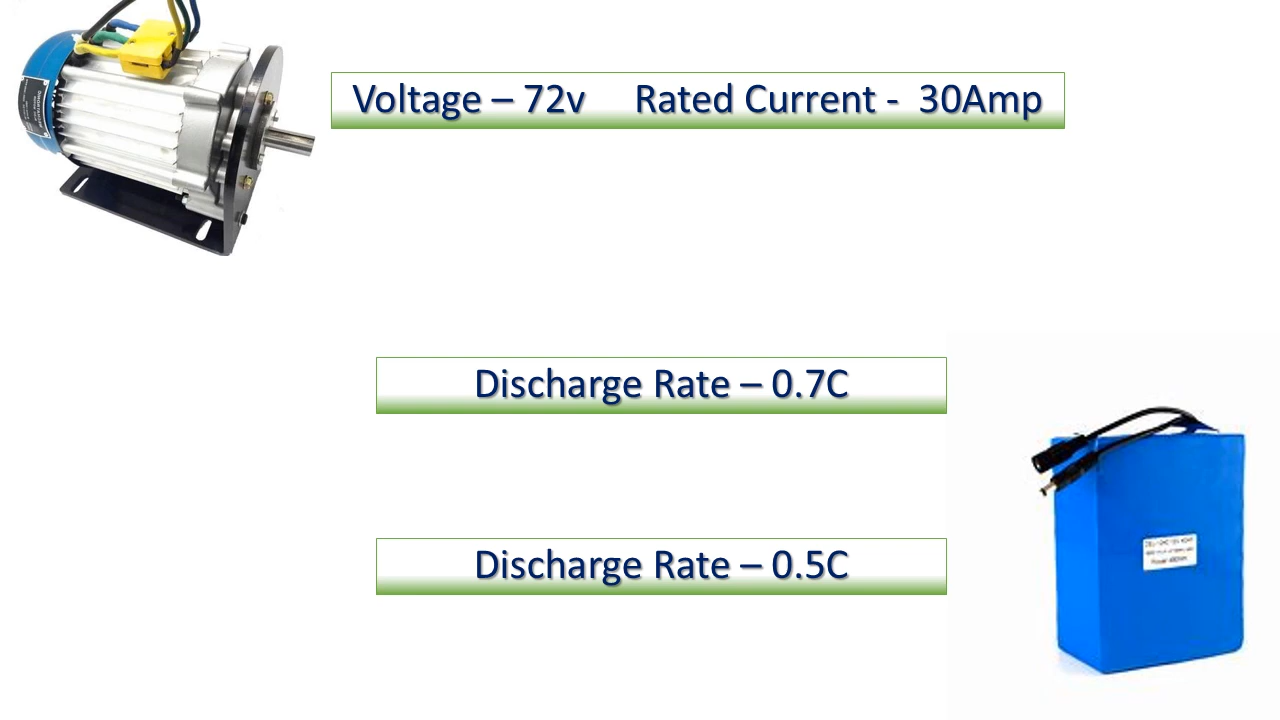 Voltage – 72v Rated Current - 30Amp
Discharge Rate – 0.7C
Discharge Rate – 0.5C